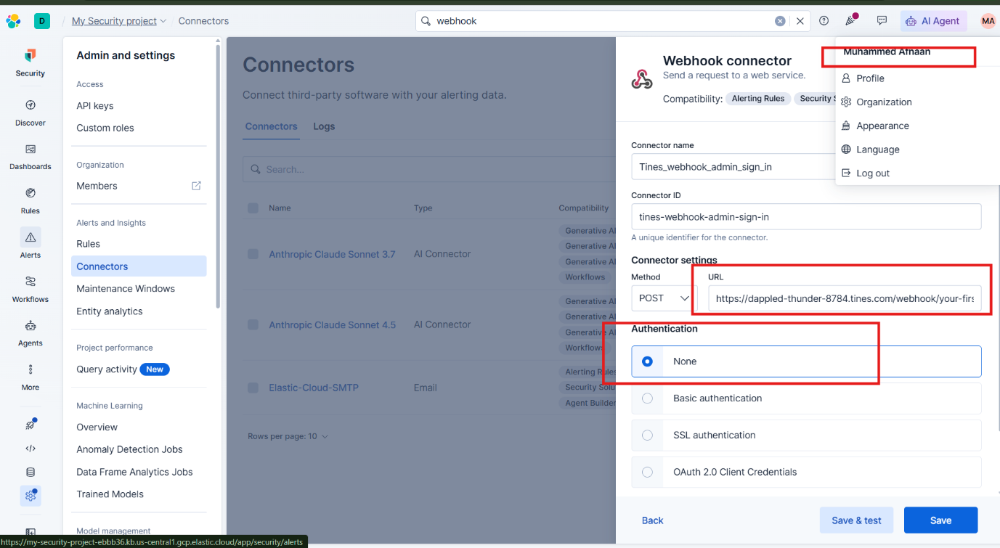 D
My Security project
Connectors
webhook
AI Agent
MA
Security
Discover
Dashboards
Rules
Alerts
Workflows
Agents
More
Admin and settings
Access
API keys
Custom roles
Organization
Members
Alerts and Insights
Rules
Connectors
Maintenance Windows
Entity analytics
Project performance
Query activity New
Machine Learning
Overview
Anomaly Detection Jobs
Data Frame Analytics Jobs
Trained Models
Model management
Connectors
Connect third-party software with your alerting data.
Connectors Logs
Search...
Name Type Compatibility
Anthropic Claude Sonnet 3.7 AI Connector
Generative AI
Generative AI
Generative AI
Workflows
Anthropic Claude Sonnet 4.5 AI Connector
Generative AI
Generative AI
Generative AI
Workflows
Elastic-Cloud-SMTP Email
Alerting Rules
Security Solu
Agent Builder
Rows per page: 10
Webhook connector
Send a request to a web service.
Compatibility: Alerting Rules Security S
Muhammed Afnaan
Profile
Organization
Appearance
Language
Log out
Connector name
Tines_webhook_admin_sign_in
Connector ID
tines-webhook-admin-sign-in
A unique identifier for the connector.
Connector settings
Method URL
POST https://dappled-thunder-8784.tines.com/webhook/your-firs
Authentication
None
Basic authentication
SSL authentication
OAuth 2.0 Client Credentials
Back Save & test Save
https://my-security-project-ebbb36.kb.us-central1.gcp.elastic.cloud/app/security/alerts